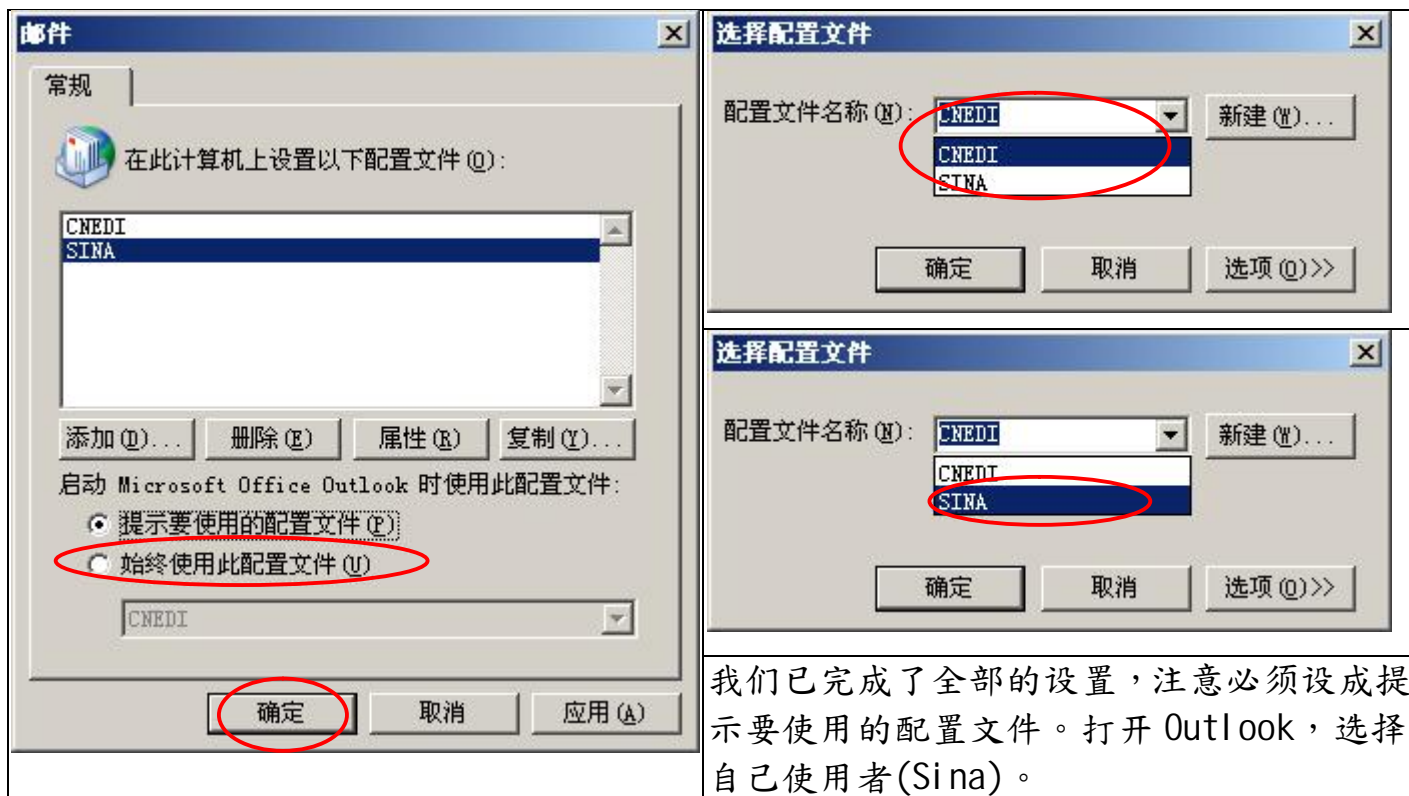 邮件
常规
在此计算机上设置以下配置文件(O):
CNEDI
SINA
添加(D)... 删除(E) 属性(R) 复制(Y)...
启动 Microsoft Office Outlook 时使用此配置文件:
提示要使用的配置文件(P)
始终使用此配置文件(U)
CNEDI
确定 取消 应用(A)
选择配置文件
配置文件名称(N): CNEDI 新建(W)...
CNEDI
SINA
确定 取消 选项(O)>>
选择配置文件
配置文件名称(N): CNEDI 新建(W)...
CNEDI
SINA
确定 取消 选项(O)>>
我们已完成了全部的设置，注意必须设成提
示要使用的配置文件。打开 Outlook，选择
自己使用者(Sina)。